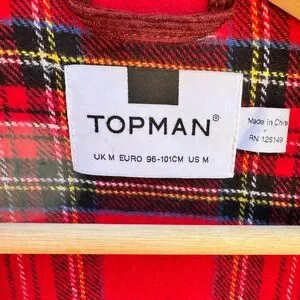 TOPMAN®
UK M EURO 96-101CM US M
Made in China
RN 125149